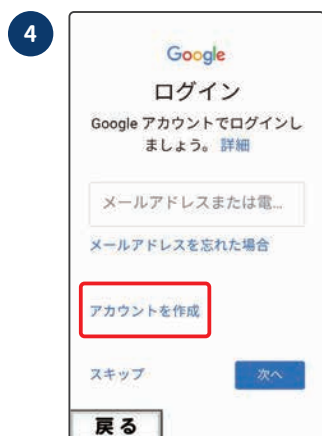 4
Google
ログイン
Google アカウントでログインし
ましょう。 詳細
メールアドレスまたは電...
メールアドレスを忘れた場合
アカウントを作成
スキップ
次へ
戻る